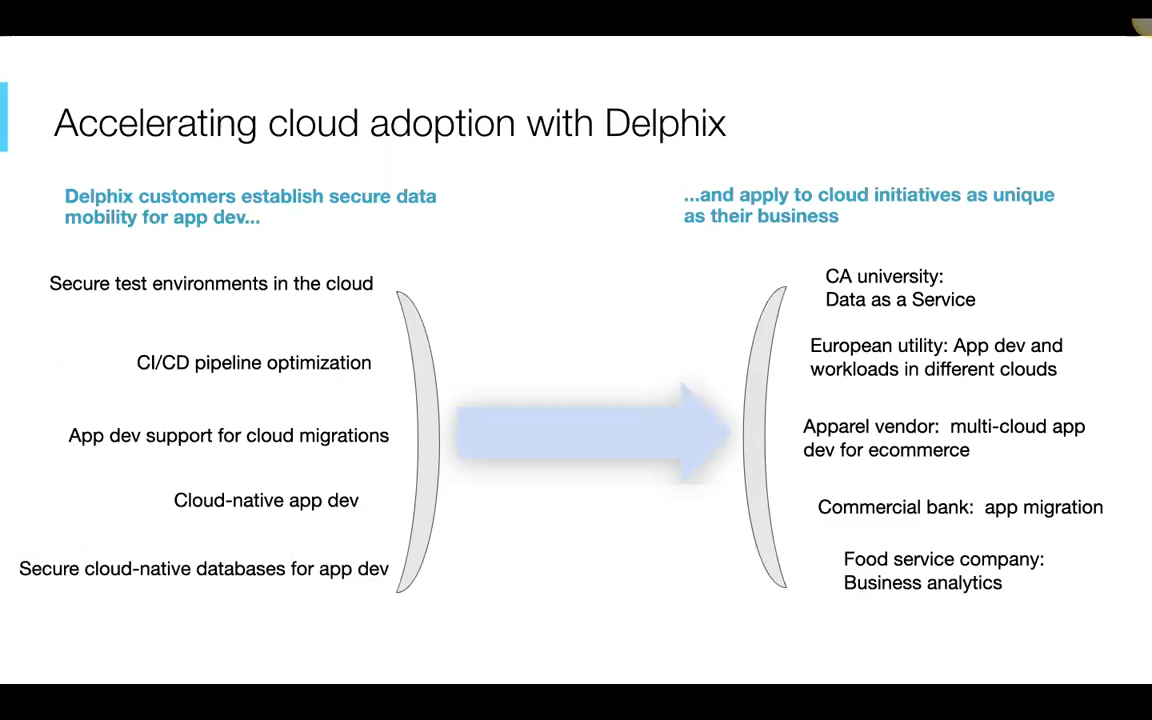 Accelerating cloud adoption with Delphix
Delphix customers establish secure data
mobility for app dev...
Secure test environments in the cloud
CI/CD pipeline optimization
App dev support for cloud migrations
Cloud-native app dev
Secure cloud-native databases for app dev
...and apply to cloud initiatives as unique
as their business
CA university:
Data as a Service
European utility: App dev and
workloads in different clouds
Apparel vendor:  multi-cloud app
dev for ecommerce
Commercial bank:  app migration
Food service company:
Business analytics